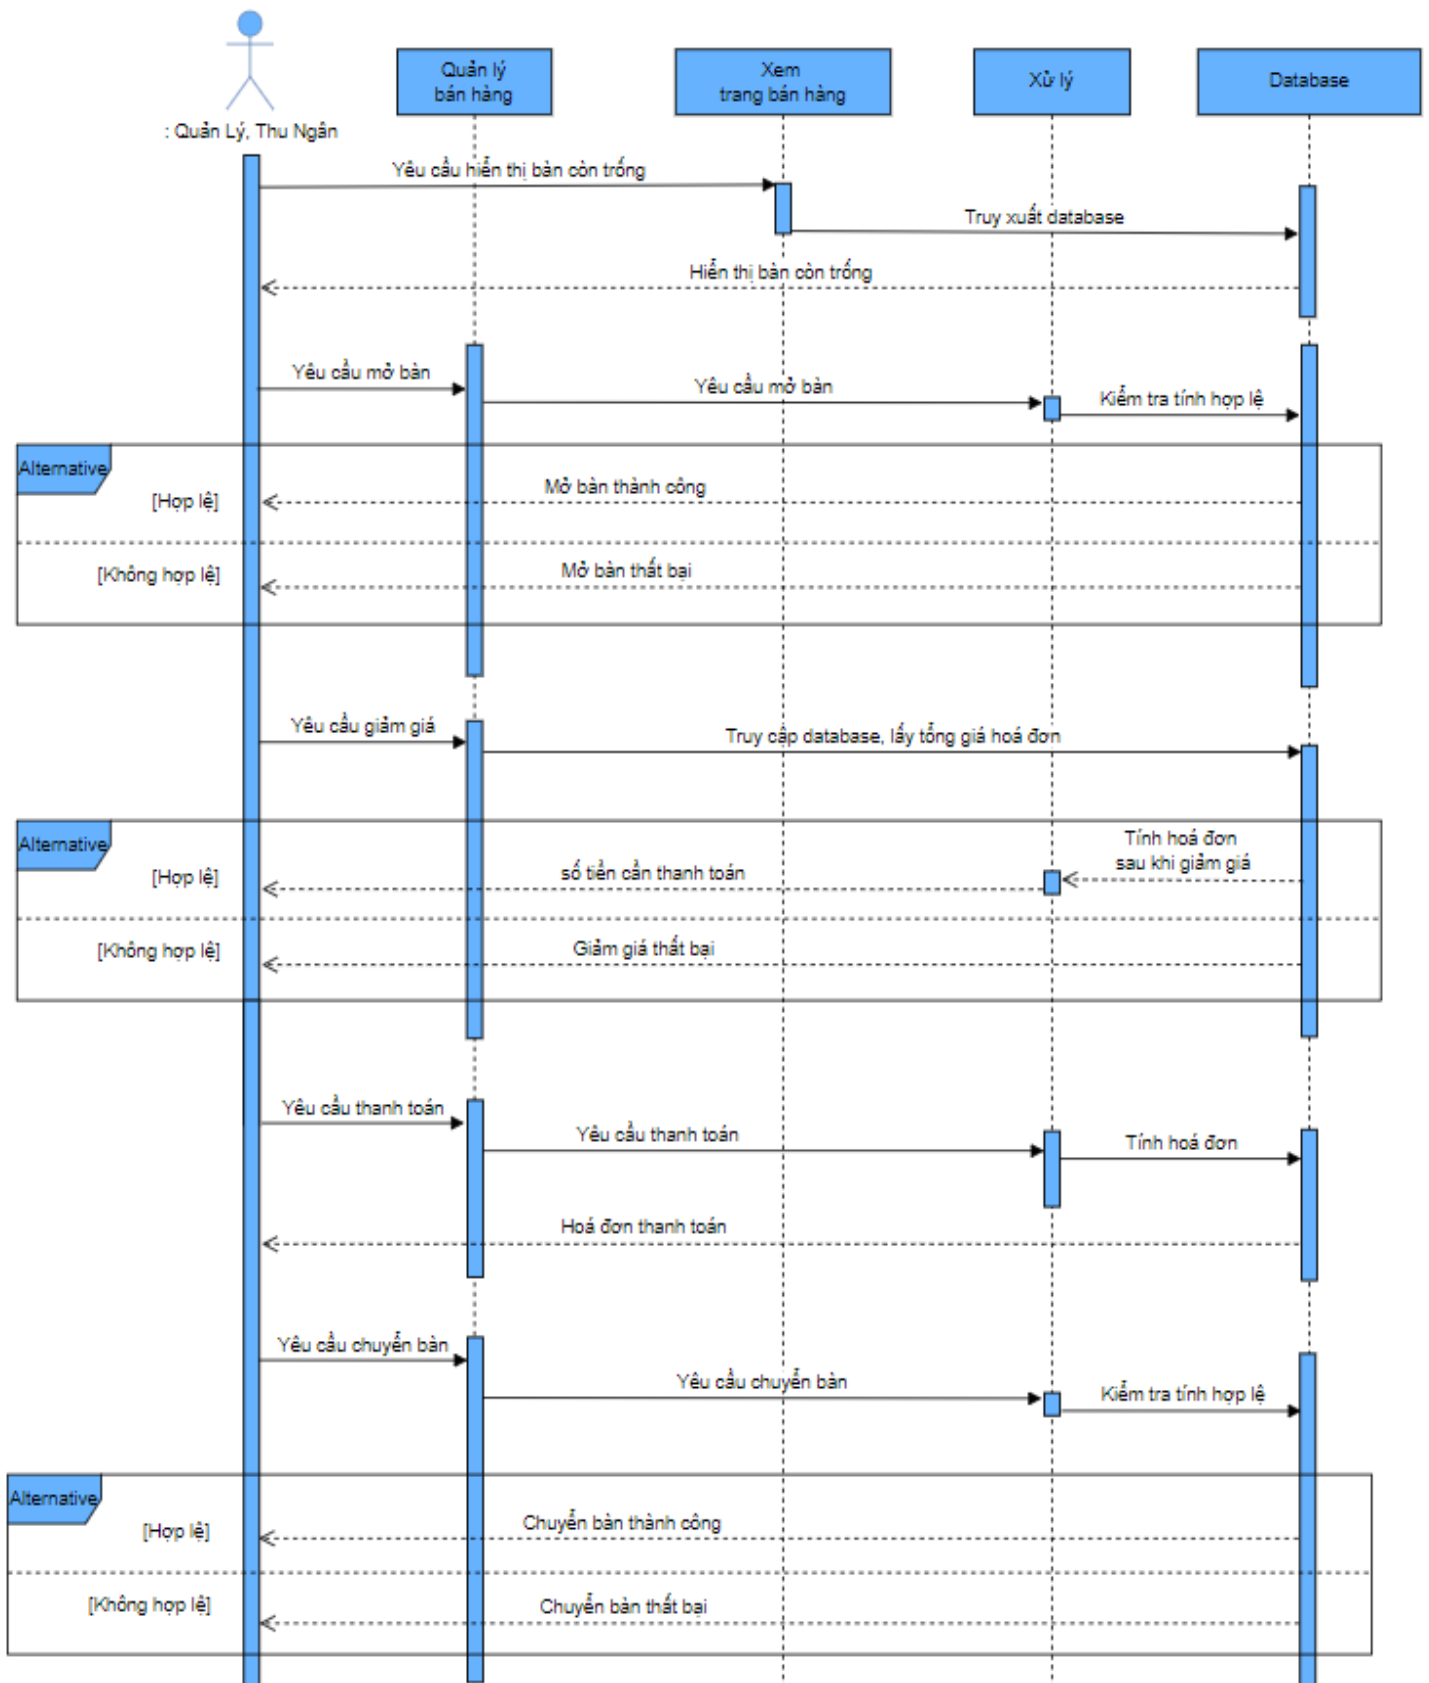 Quản lý
bán hàng
Xem
trang bán hàng
Xử lý
Database
: Quản Lý, Thu Ngân
Yêu cầu hiển thị bàn còn trống
Truy xuất database
Hiển thị bàn còn trống
Yêu cầu mở bàn
Yêu cầu mở bàn
Kiểm tra tính hợp lệ
Alternative
[Hợp lệ]
Mở bàn thành công
[Không hợp lệ]
Mở bàn thất bại
Yêu cầu giảm giá
Truy cập database, lấy tổng giá hoá đơn
Alternative
Tính hoá đơn
sau khi giảm giá
[Hợp lệ]
số tiền cần thanh toán
[Không hợp lệ]
Giảm giá thất bại
Yêu cầu thanh toán
Yêu cầu thanh toán
Tính hoá đơn
Hoá đơn thanh toán
Yêu cầu chuyển bàn
Yêu cầu chuyển bàn
Kiểm tra tính hợp lệ
Alternative
[Hợp lệ]
Chuyển bàn thành công
[Không hợp lệ]
Chuyển bàn thất bại